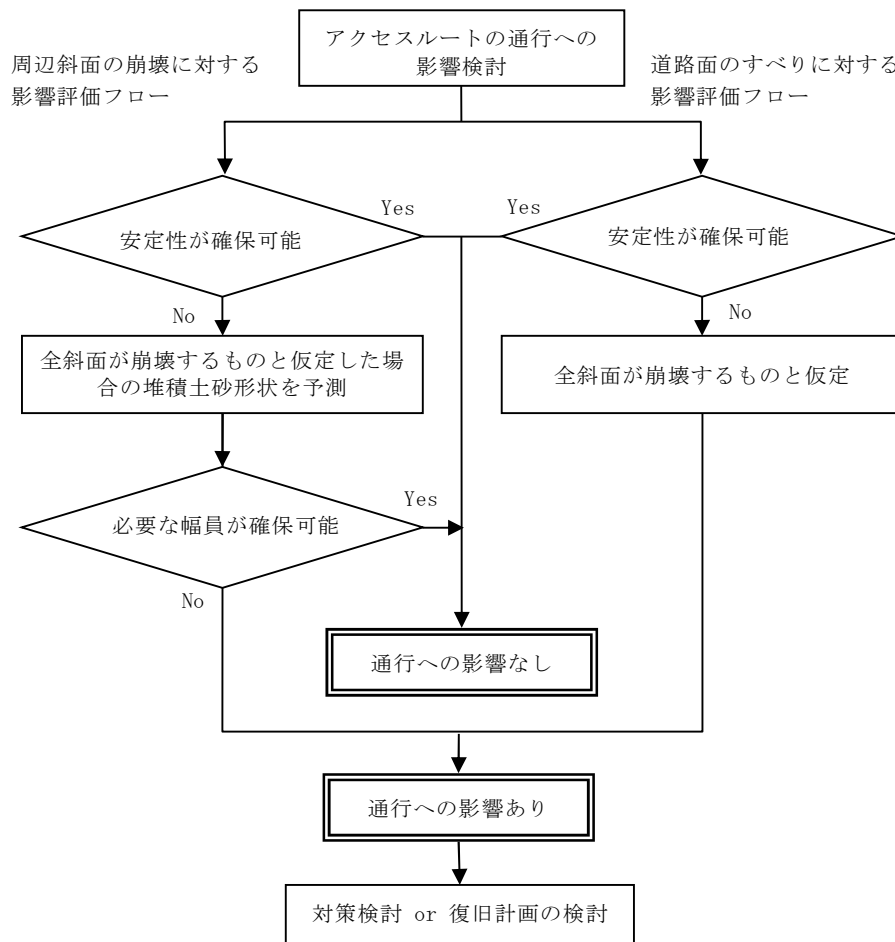 アクセスルートの通行への
影響検討
周辺斜面の崩壊に対する
影響評価フロー
道路面のすべりに対する
影響評価フロー
安定性が確保可能
Yes
Yes
安定性が確保可能
No
No
全斜面が崩壊するものと仮定した場
合の堆積土砂形状を予測
全斜面が崩壊するものと仮定
必要な幅員が確保可能
Yes
No
通行への影響なし
通行への影響あり
対策検討 or 復旧計画の検討